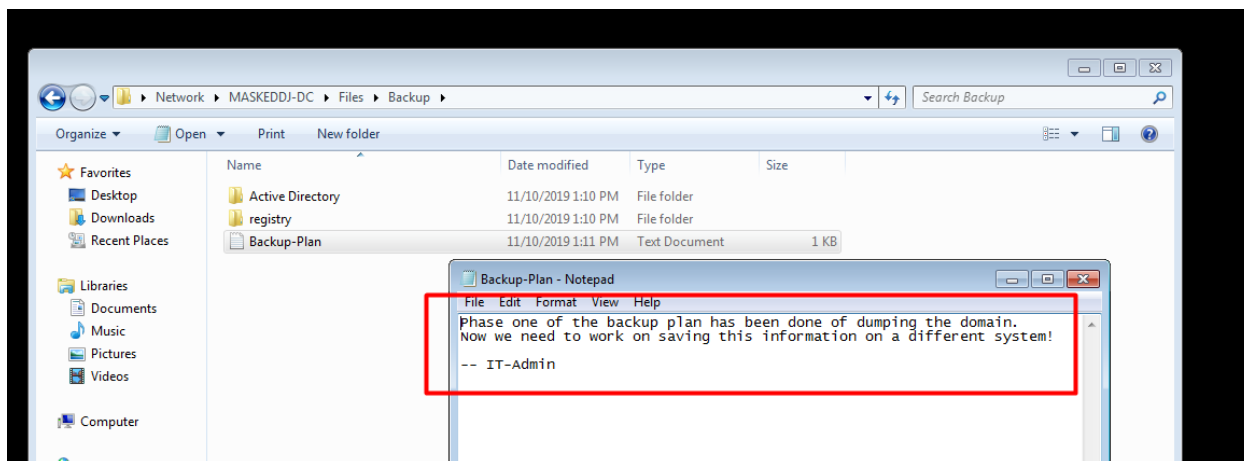 Network ▸ MASKEDDJ-DC ▸ Files ▸ Backup ▸
Search Backup
Organize Open Print New folder
Favorites
Desktop
Downloads
Recent Places
Libraries
Documents
Music
Pictures
Videos
Computer
Name Date modified Type Size
Active Directory 11/10/2019 1:10 PM File folder
registry 11/10/2019 1:10 PM File folder
Backup-Plan 11/10/2019 1:11 PM Text Document 1 KB
Backup-Plan - Notepad
File Edit Format View Help
Phase one of the backup plan has been done of dumping the domain.
Now we need to work on saving this information on a different system!
-- IT-Admin